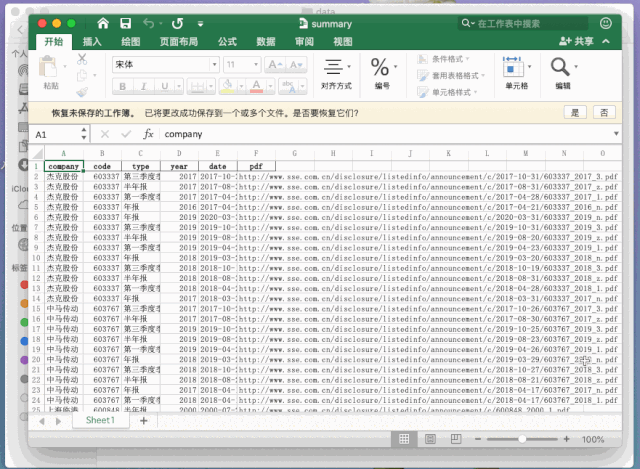 data
summary
在工作表中搜索
开始 插入 绘图 页面布局 公式 数据 审阅 视图 共享
粘贴 宋体 11 对齐方式 % 编号 条件格式 套用表格格式 单元格样式 单元格 编辑
恢复未保存的工作簿。 已将更改成功保存到一个或多个文件。是否要恢复它们? 是 否
A1 fx company
A B C D E F G H I J K L M N O
1 company code type year date pdf
2 杰克股份 603337 第三季度季 2017 2017-10-3 http://www.sse.com.cn/disclosure/listedinfo/announcement/c/2017-10-31/603337_2017_3.pdf
3 杰克股份 603337 半年报 2017 2017-08-3 http://www.sse.com.cn/disclosure/listedinfo/announcement/c/2017-08-31/603337_2017_z.pdf
4 杰克股份 603337 第一季度季 2017 2017-04-2 http://www.sse.com.cn/disclosure/listedinfo/announcement/c/2017-04-28/603337_2017_1.pdf
5 杰克股份 603337 年报 2016 2017-04-2 http://www.sse.com.cn/disclosure/listedinfo/announcement/c/2017-04-21/603337_2016_n.pdf
6 杰克股份 603337 年报 2019 2020-03-3 http://www.sse.com.cn/disclosure/listedinfo/announcement/c/2020-03-31/603337_2019_n.pdf
7 杰克股份 603337 第三季度季 2019 2019-10-3 http://www.sse.com.cn/disclosure/listedinfo/announcement/c/2019-10-31/603337_2019_3.pdf
8 杰克股份 603337 半年报 2019 2019-08-2 http://www.sse.com.cn/disclosure/listedinfo/announcement/c/2019-08-20/603337_2019_z.pdf
9 杰克股份 603337 第一季度季 2019 2019-04-2 http://www.sse.com.cn/disclosure/listedinfo/announcement/c/2019-04-23/603337_2019_1.pdf
10 杰克股份 603337 年报 2018 2019-03-2 http://www.sse.com.cn/disclosure/listedinfo/announcement/c/2019-03-20/603337_2018_n.pdf
11 杰克股份 603337 第三季度季 2018 2018-10- http://www.sse.com.cn/disclosure/listedinfo/announcement/c/2018-10-19/603337_2018_3.pdf
12 杰克股份 603337 半年报 2018 2018-08-3 http://www.sse.com.cn/disclosure/listedinfo/announcement/c/2018-08-31/603337_2018_z.pdf
13 杰克股份 603337 第一季度季 2018 2018-04-2 http://www.sse.com.cn/disclosure/listedinfo/announcement/c/2018-04-28/603337_2018_1.pdf
14 杰克股份 603337 年报 2017 2018-03-3 http://www.sse.com.cn/disclosure/listedinfo/announcement/c/2018-03-31/603337_2017_n.pdf
15 中马传动 603767 第三季度季 2017 2017-10-2 http://www.sse.com.cn/disclosure/listedinfo/announcement/c/2017-10-26/603767_2017_3.pdf
16 中马传动 603767 半年报 2017 2017-08-3 http://www.sse.com.cn/disclosure/listedinfo/announcement/c/2017-08-30/603767_2017_z.pdf
17 中马传动 603767 第三季度季 2019 2019-10-2 http://www.sse.com.cn/disclosure/listedinfo/announcement/c/2019-10-25/603767_2019_3.pdf
18 中马传动 603767 半年报 2019 2019-08-2 http://www.sse.com.cn/disclosure/listedinfo/announcement/c/2019-08-23/603767_2019_z.pdf
19 中马传动 603767 第一季度季 2019 2019-04-2 http://www.sse.com.cn/disclosure/listedinfo/announcement/c/2019-04-26/603767_2019_1.pdf
20 中马传动 603767 年报 2018 2019-03-2 http://www.sse.com.cn/disclosure/listedinfo/announcement/c/2019-03-29/603767_2018_n.pdf
21 中马传动 603767 第三季度季 2018 2018-10-2 http://www.sse.com.cn/disclosure/listedinfo/announcement/c/2018-10-27/603767_2018_3.pdf
22 中马传动 603767 半年报 2018 2018-08-2 http://www.sse.com.cn/disclosure/listedinfo/announcement/c/2018-08-21/603767_2018_z.pdf
23 中马传动 603767 年报 2017 2018-04- http://www.sse.com.cn/disclosure/listedinfo/announcement/c/2018-04-17/603767_2017_n.pdf
24 中马传动 603767 第一季度季 2018 2018-04- http://www.sse.com.cn/disclosure/listedinfo/announcement/c/2018-04-17/603767_2018_1.pdf
Sheet1
100%